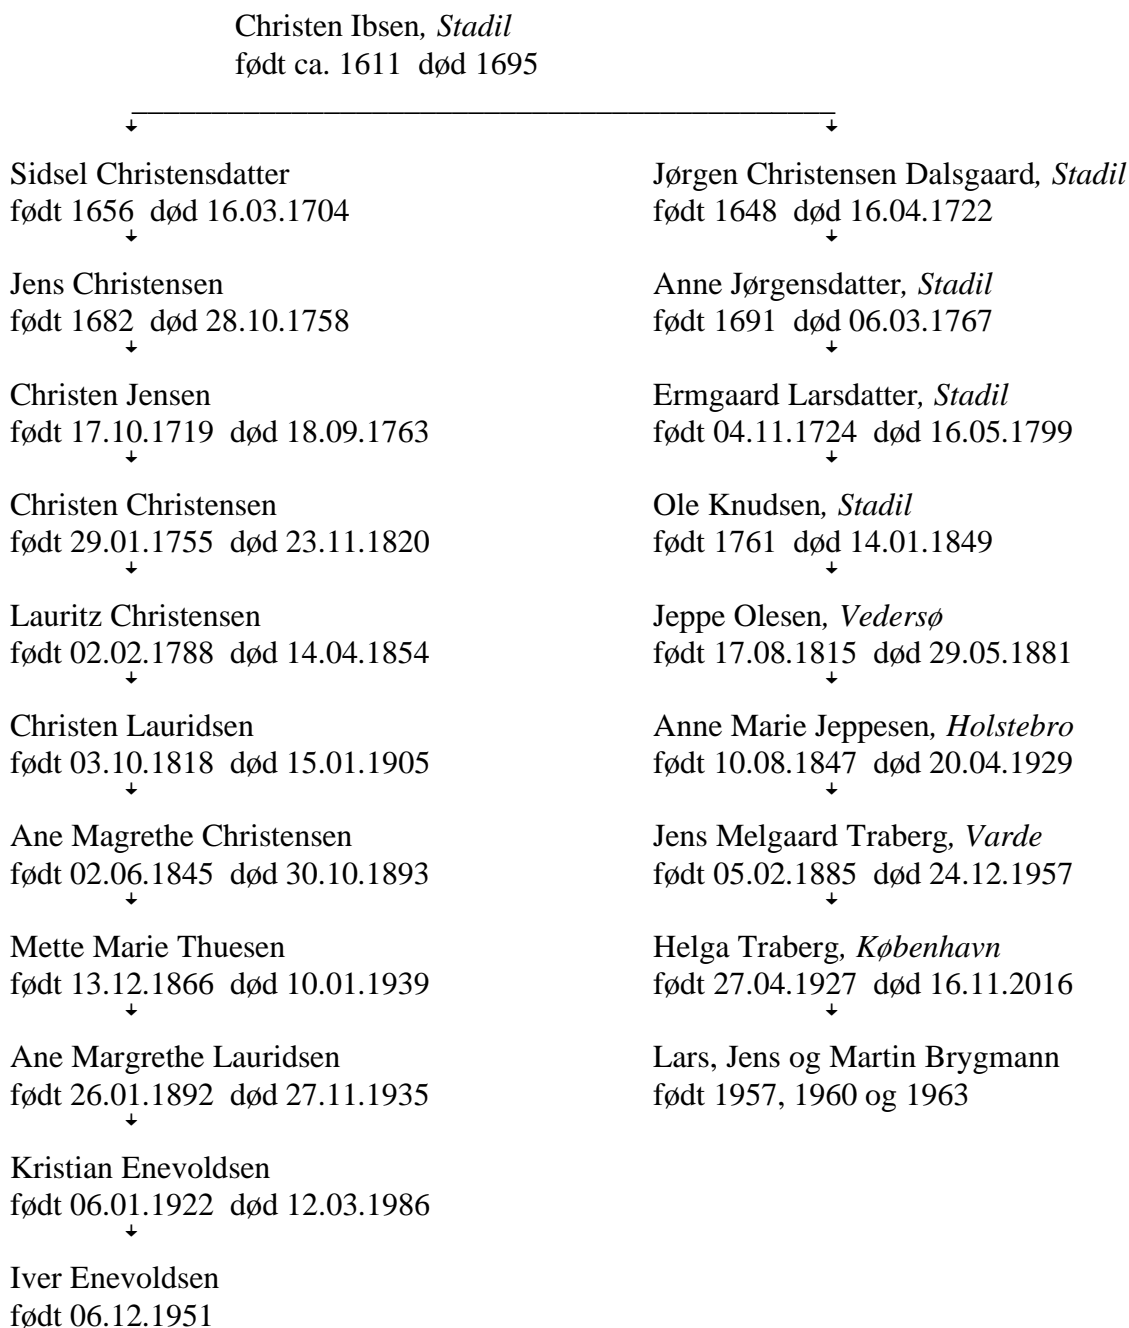 Christen Ibsen, Stadil
født ca. 1611 død 1695
Sidsel Christensdatter
født 1656 død 16.03.1704
Jens Christensen
født 1682 død 28.10.1758
Christen Jensen
født 17.10.1719 død 18.09.1763
Christen Christensen
født 29.01.1755 død 23.11.1820
Lauritz Christensen
født 02.02.1788 død 14.04.1854
Christen Lauridsen
født 03.10.1818 død 15.01.1905
Ane Magrethe Christensen
født 02.06.1845 død 30.10.1893
Mette Marie Thuesen
født 13.12.1866 død 10.01.1939
Ane Margrethe Lauridsen
født 26.01.1892 død 27.11.1935
Kristian Enevoldsen
født 06.01.1922 død 12.03.1986
Iver Enevoldsen
født 06.12.1951
Jørgen Christensen Dalsgaard, Stadil
født 1648 død 16.04.1722
Anne Jørgensdatter, Stadil
født 1691 død 06.03.1767
Ermgaard Larsdatter, Stadil
født 04.11.1724 død 16.05.1799
Ole Knudsen, Stadil
født 1761 død 14.01.1849
Jeppe Olesen, Vedersø
født 17.08.1815 død 29.05.1881
Anne Marie Jeppesen, Holstebro
født 10.08.1847 død 20.04.1929
Jens Melgaard Traberg, Varde
født 05.02.1885 død 24.12.1957
Helga Traberg, København
født 27.04.1927 død 16.11.2016
Lars, Jens og Martin Brygmann
født 1957, 1960 og 1963